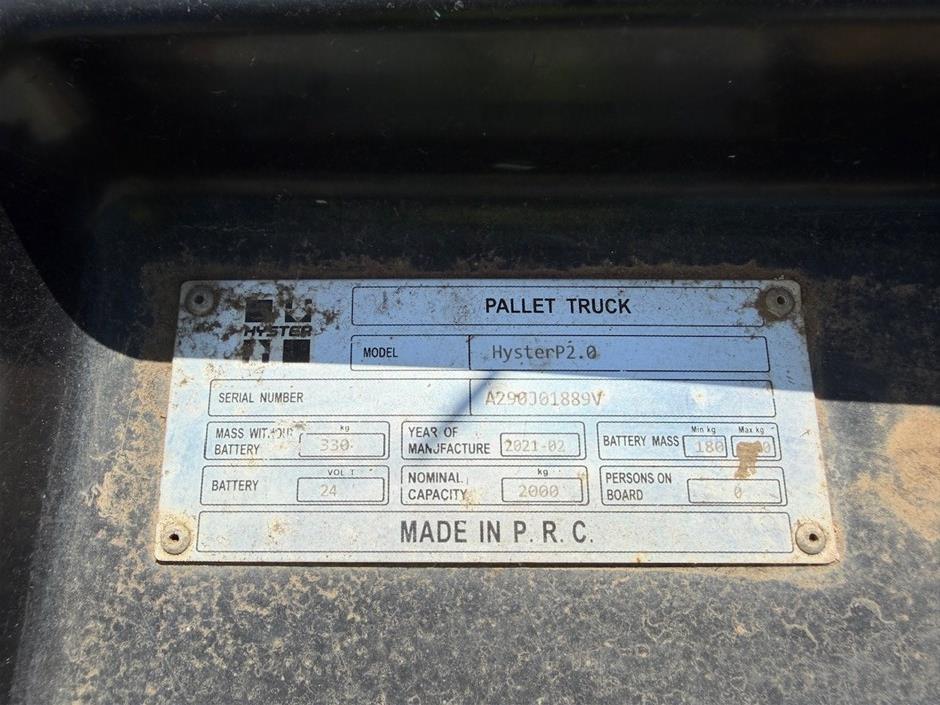 HYSTER
PALLET TRUCK
MODEL HysterP2.0
SERIAL NUMBER A290J01889V
MASS WITHOUT BATTERY kg 330
YEAR OF MANUFACTURE 2021-02
BATTERY MASS Min kg 180 Max kg
BATTERY VOLT 24
NOMINAL CAPACITY kg 2000
PERSONS ON BOARD 0
MADE IN P. R. C.